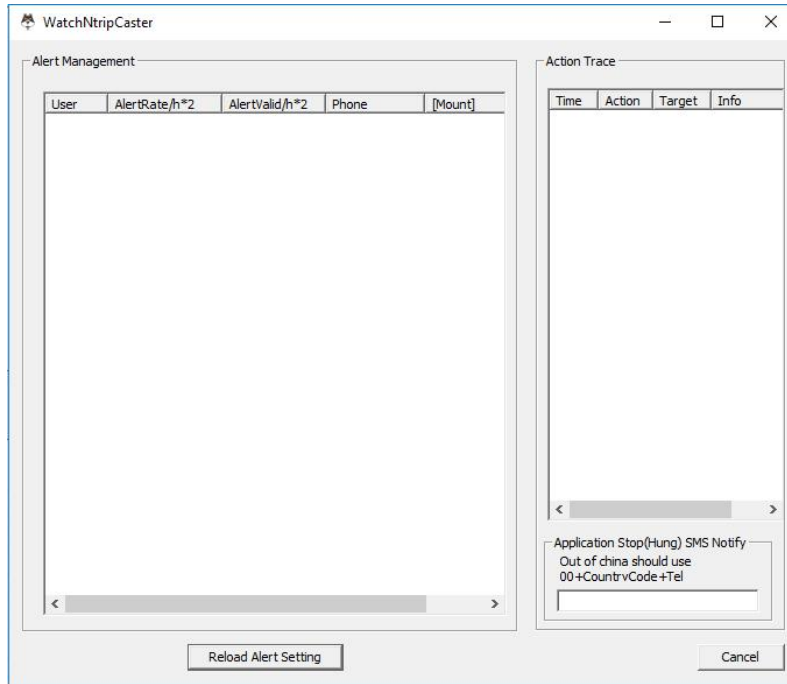 WatchNtripCaster
Alert Management
User AlertRate/h*2 AlertValid/h*2 Phone [Mount]
Reload Alert Setting
Action Trace
Time Action Target Info
Application Stop(Hung) SMS Notify
Out of china should use
00+CountryCode+Tel
Cancel